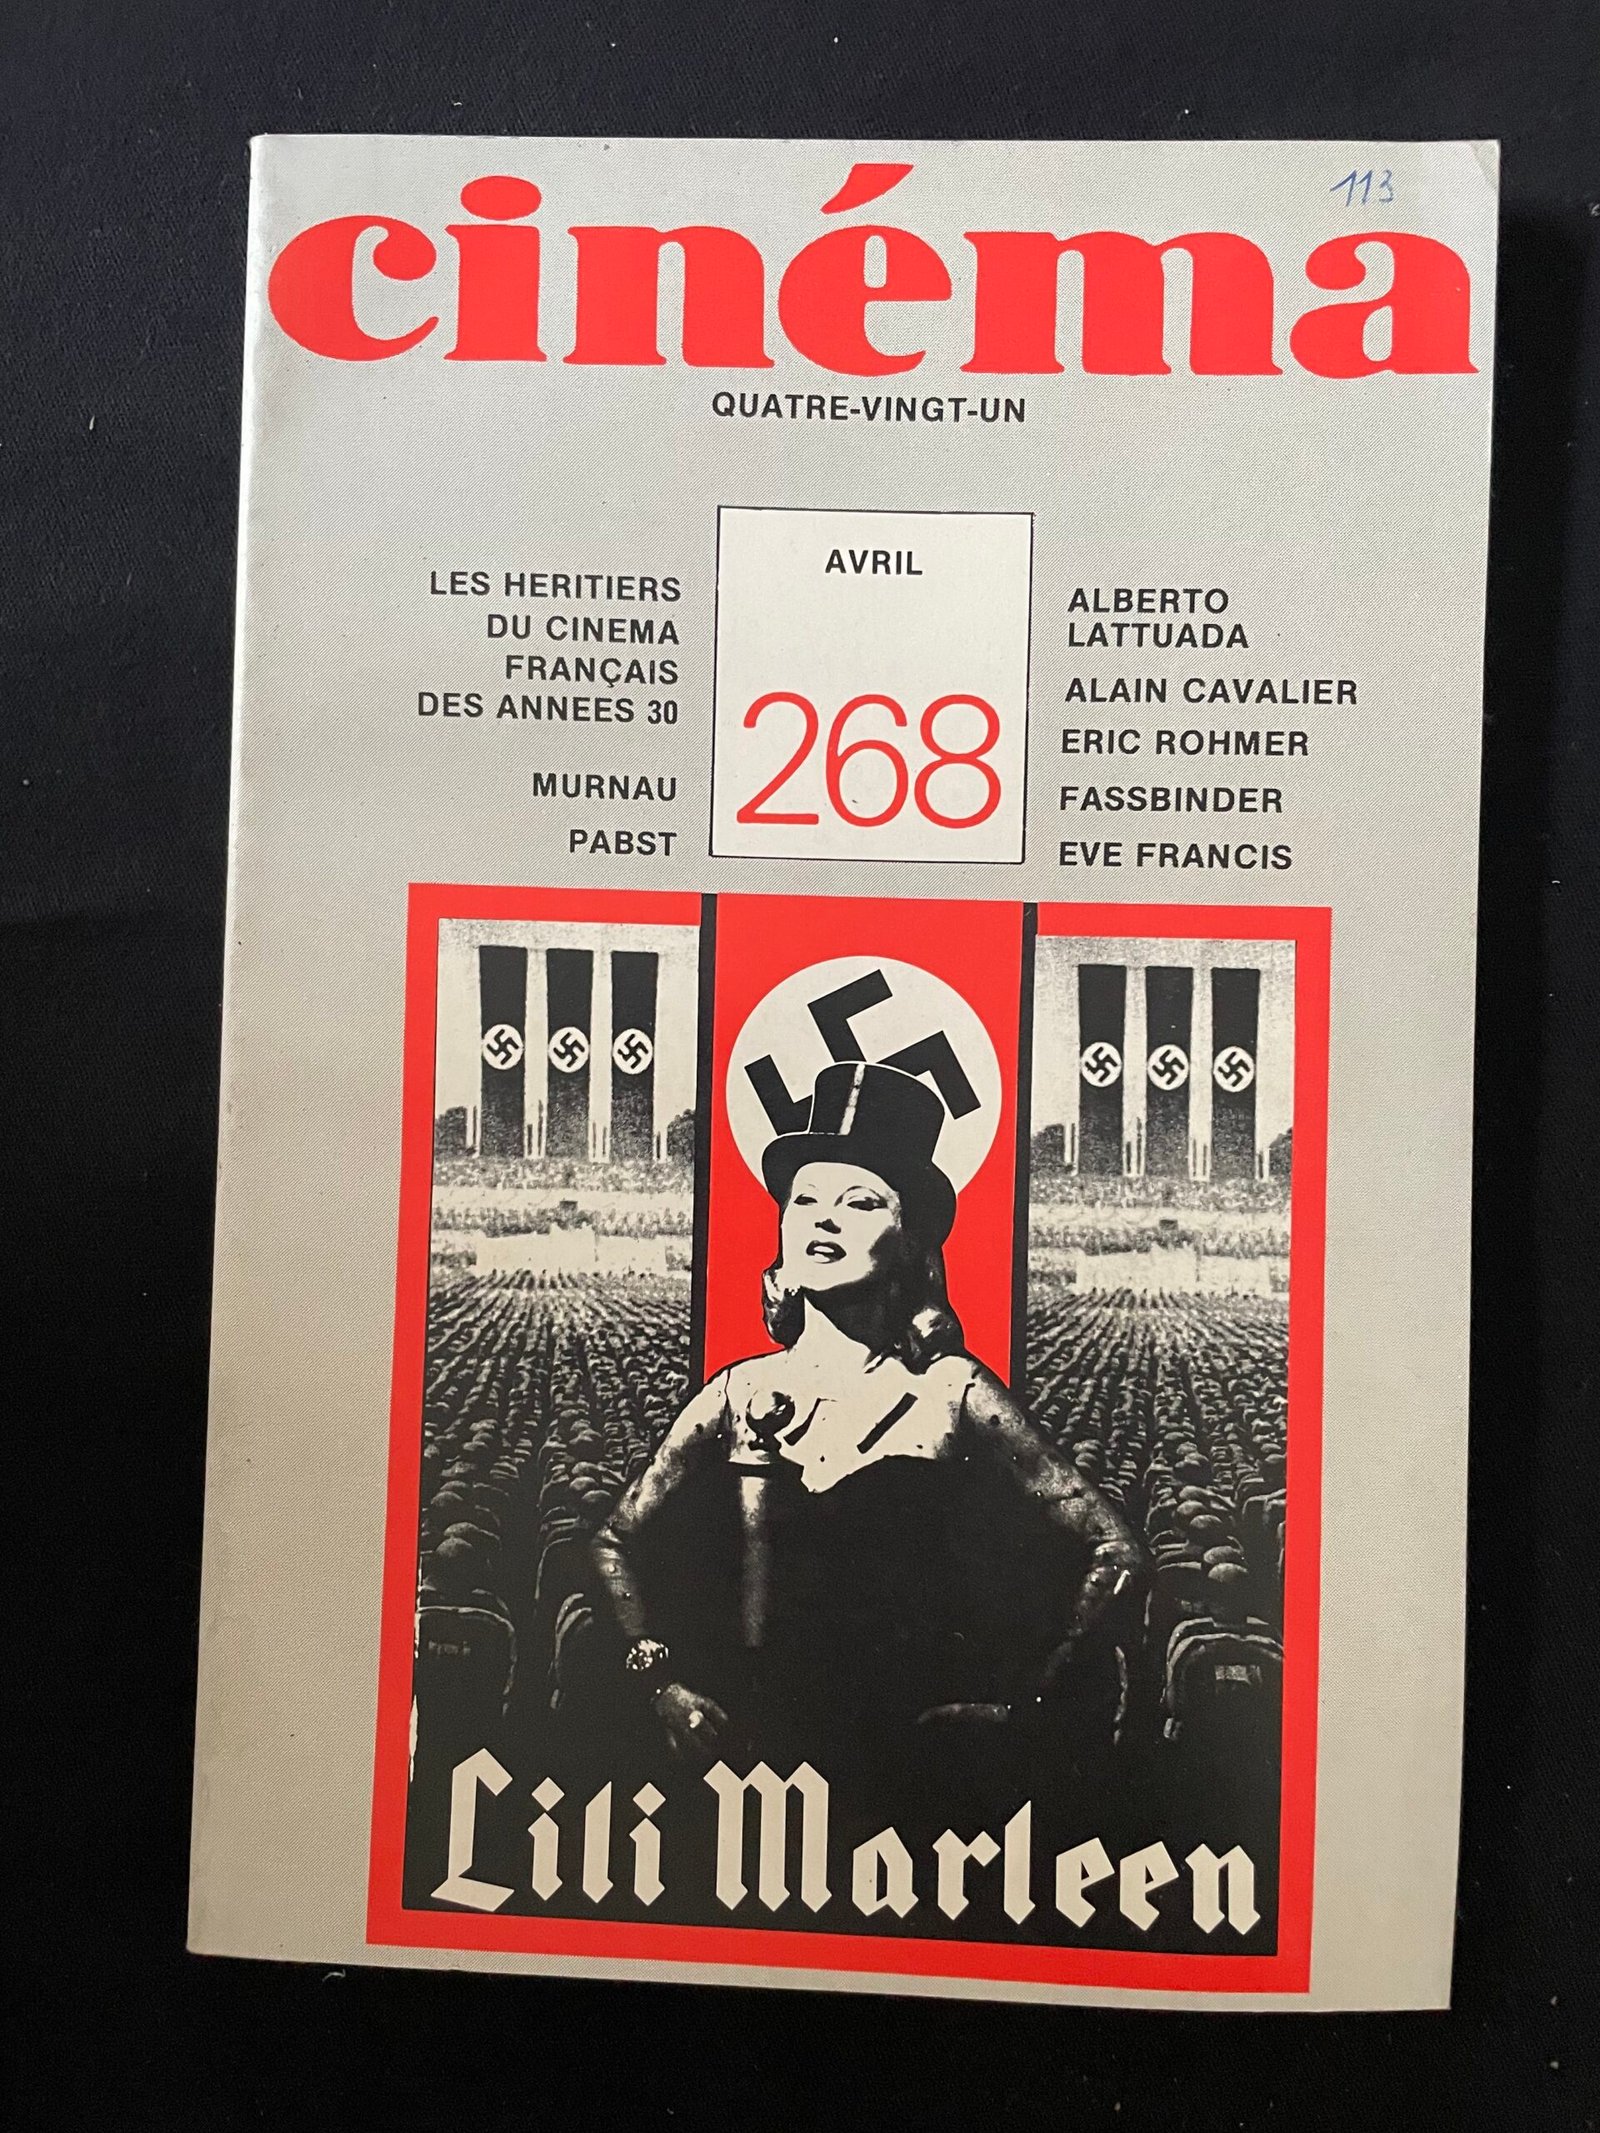 113
cinéma
QUATRE-VINGT-UN
AVRIL
268
LES HERITIERS
DU CINEMA
FRANÇAIS
DES ANNEES 30
MURNAU
PABST
ALBERTO
LATTUADA
ALAIN CAVALIER
ERIC ROHMER
FASSBINDER
EVE FRANCIS
Lili Marleen